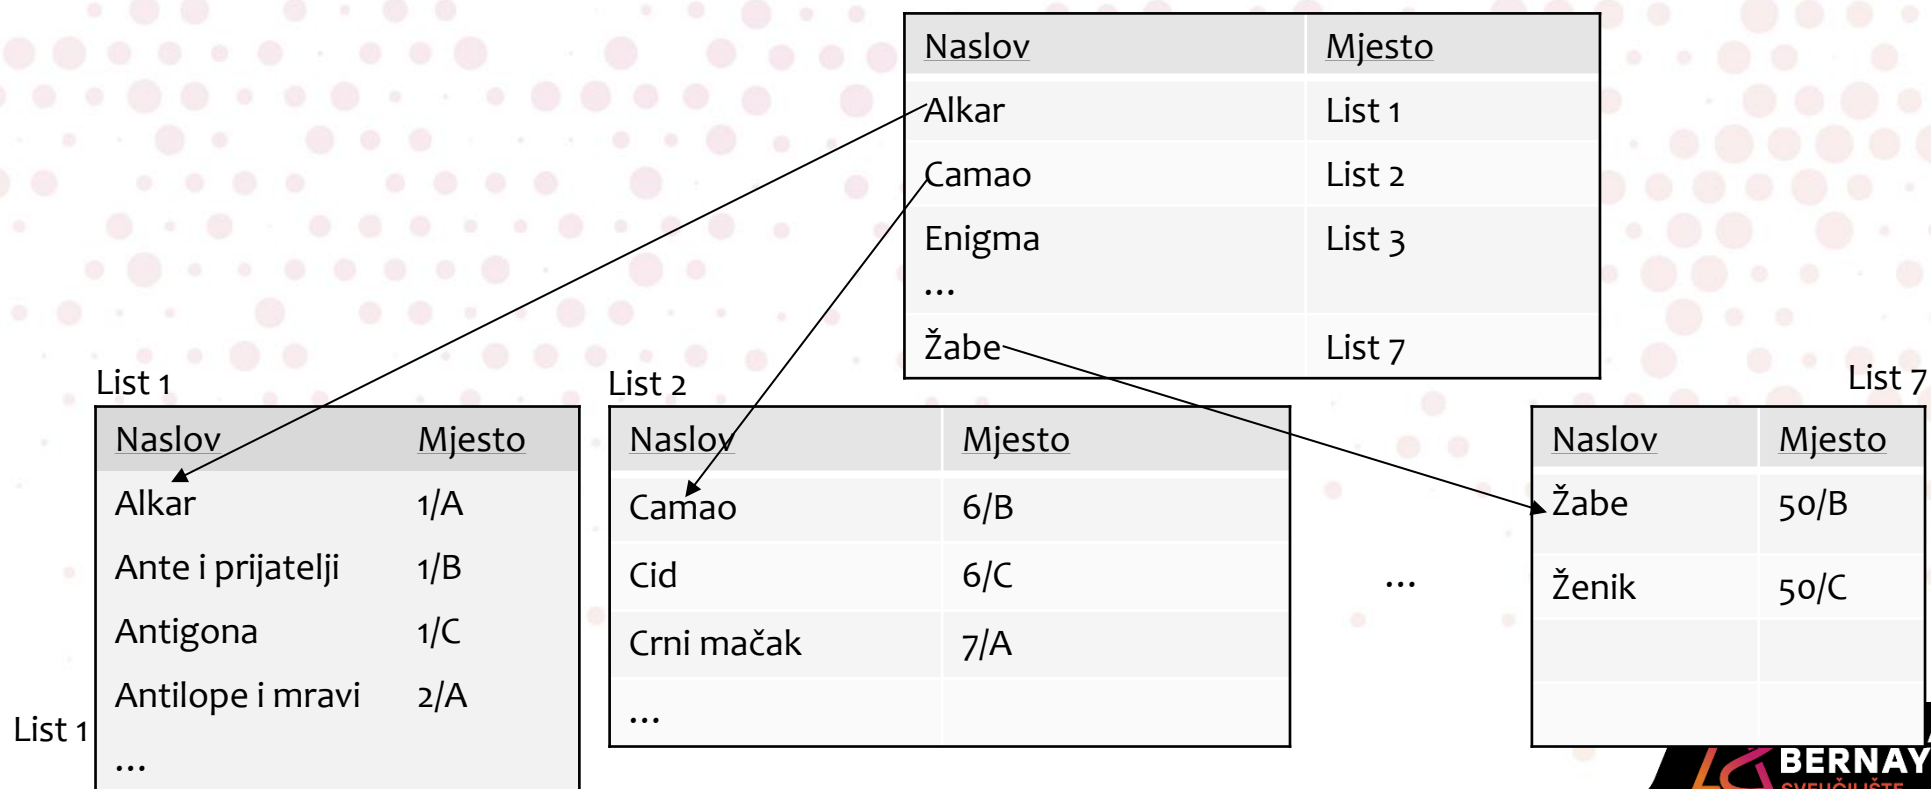 Naslov Mjesto
Alkar List 1
Camao List 2
Enigma List 3
...
Žabe List 7
List 1
Naslov Mjesto
Alkar 1/A
Ante i prijatelji 1/B
Antigona 1/C
Antilope i mravi 2/A
...
List 1
List 2
Naslov Mjesto
Camao 6/B
Cid 6/C
Crni mačak 7/A
...
...
List 7
Naslov Mjesto
Žabe 50/B
Ženik 50/C
BERNAY
SVEUČILIŠTE